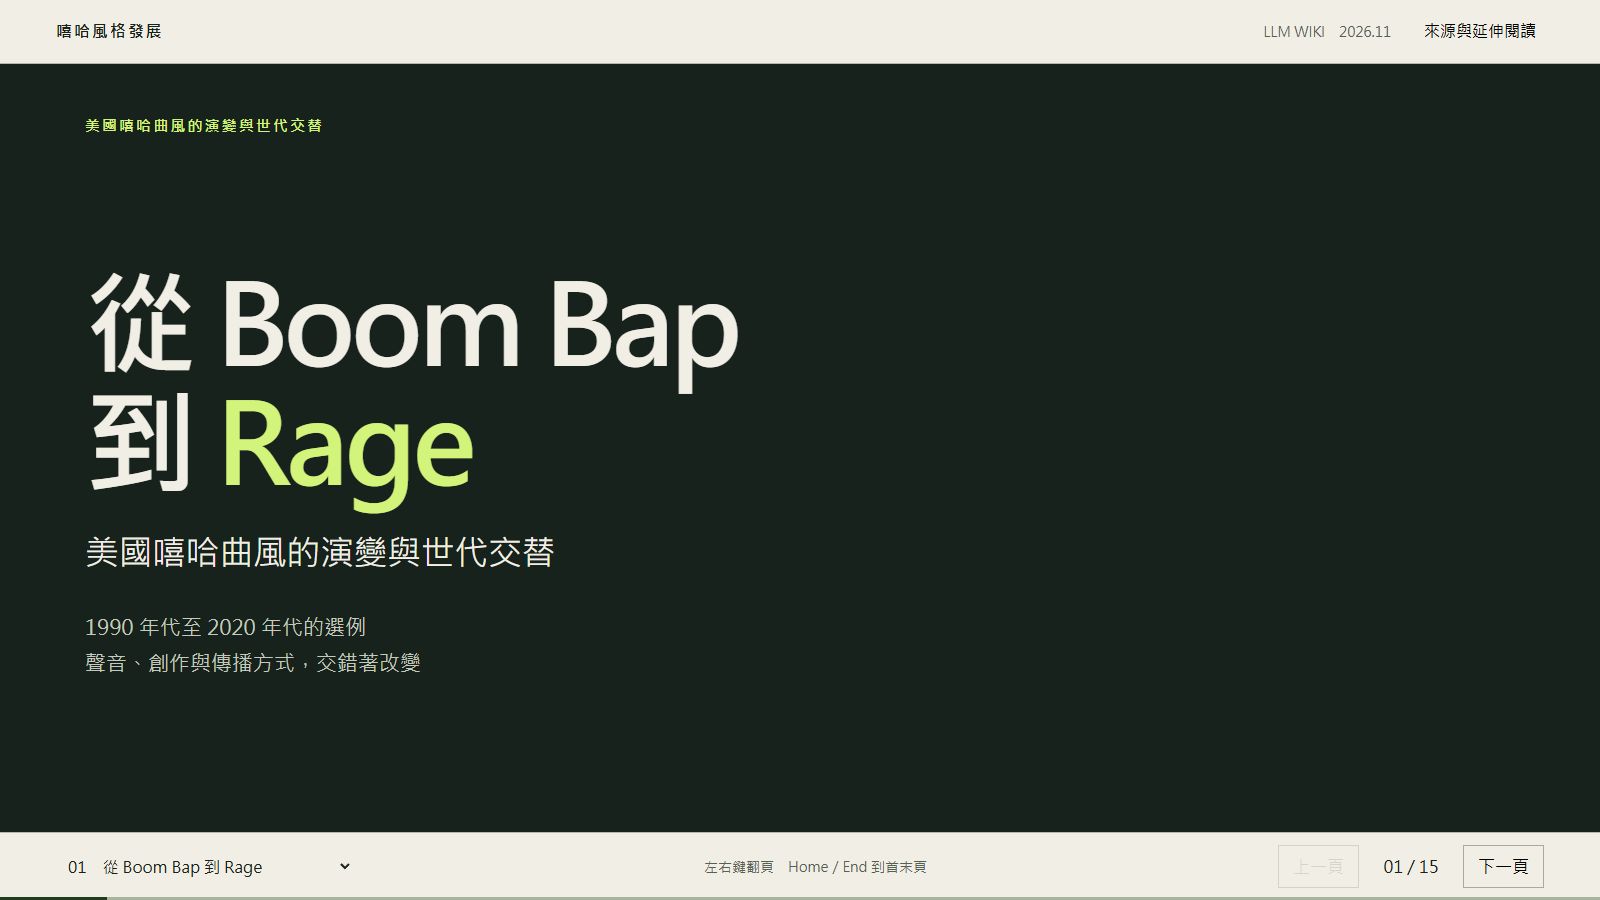 嘻哈風格發展
LLM WIKI 2026.11 來源與延伸閱讀
美國嘻哈曲風的演變與世代交替
從 Boom Bap
到 Rage
美國嘻哈曲風的演變與世代交替
1990 年代至 2020 年代的選例
聲音、創作與傳播方式，交錯著改變
01 從 Boom Bap 到 Rage
左右鍵翻頁 Home / End 到首末頁
上一頁 01 / 15 下一頁